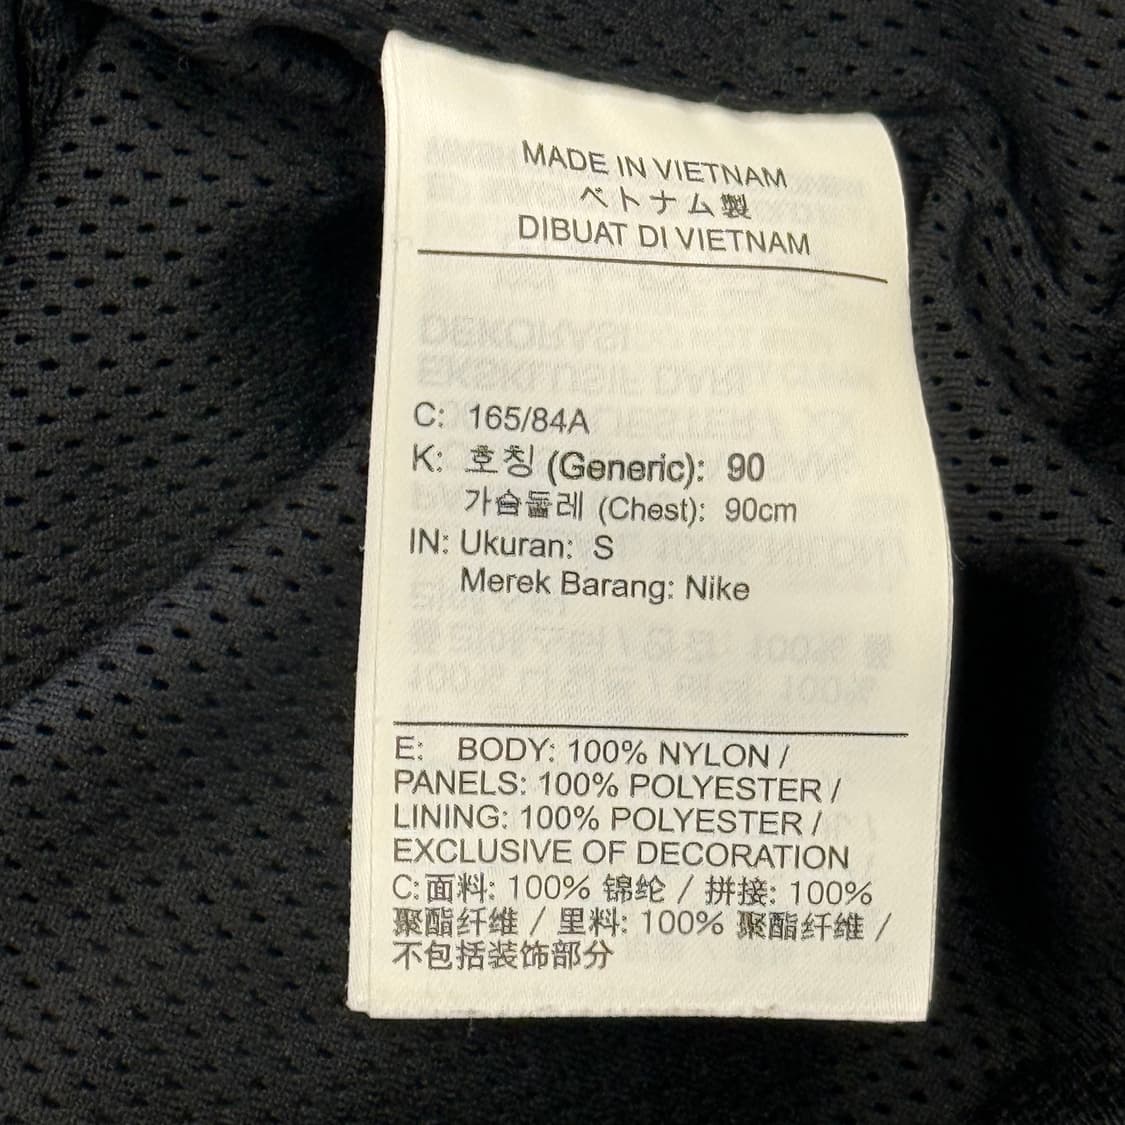 MADE IN VIETNAM
ベトナム製
DIBUAT DI VIETNAM
C: 165/84A
K: 호칭 (Generic): 90
가슴둘레 (Chest): 90cm
IN: Ukuran: S
Merek Barang: Nike
E: BODY: 100% NYLON /
PANELS: 100% POLYESTER /
LINING: 100% POLYESTER /
EXCLUSIVE OF DECORATION
C:面料: 100% 锦纶 / 拼接: 100%
聚酯纤维 / 里料: 100% 聚酯纤维 /
不包括装饰部分